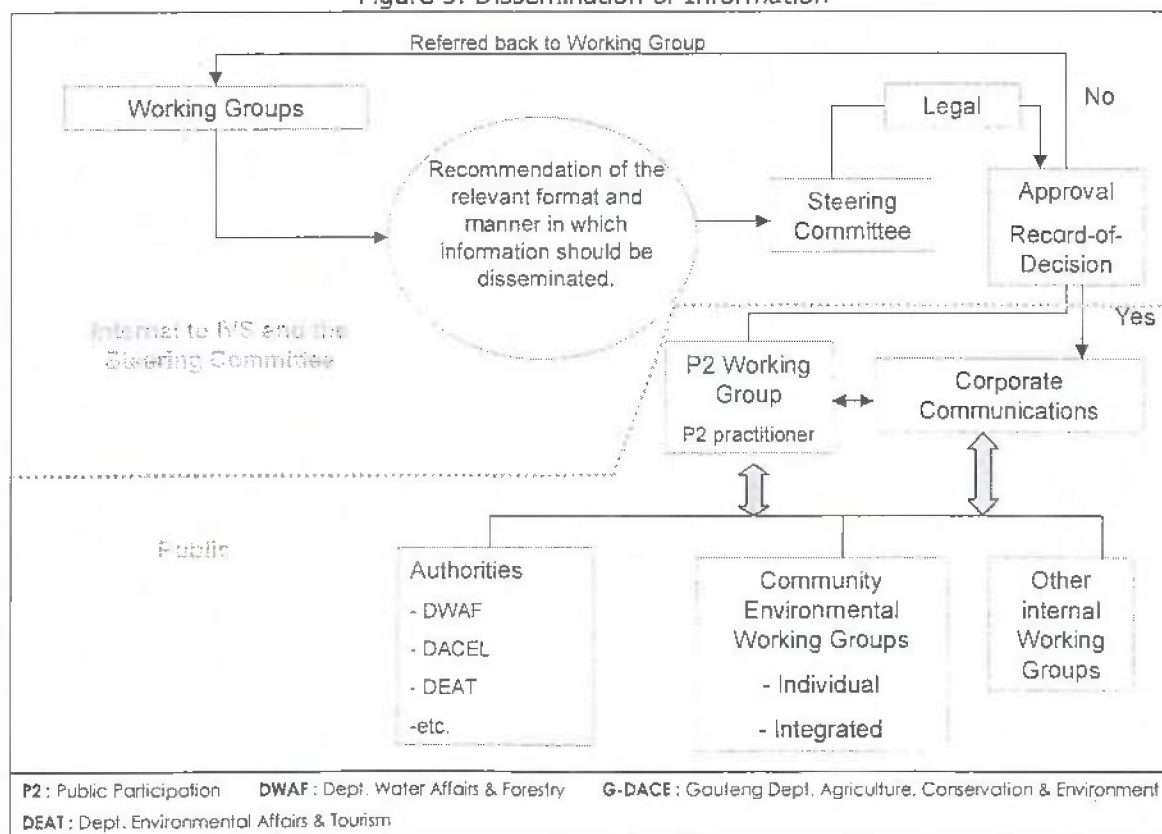 Figure 5: Dissemination of Information
Referred back to Working Group
Working Groups
Legal
No
Recommendation of the
relevant format and
manner in which
information should be
disseminated.
Steering
Committee
Approval
Record-of-
Decision
Internal to IVS and the
Steering Committee
Yes
P2 Working
Group
P2 practitioner
Corporate
Communications
Public
Authorities
- DWAF
- DACEL
- DEAT
-etc.
Community
Environmental
Working Groups
- Individual
- Integrated
Other
internal
Working
Groups
P2 : Public Participation DWAF : Dept. Water Affairs & Forestry G-DACE : Gauteng Dept. Agriculture, Conservation & Environment
DEAT : Dept. Environmental Affairs & Tourism